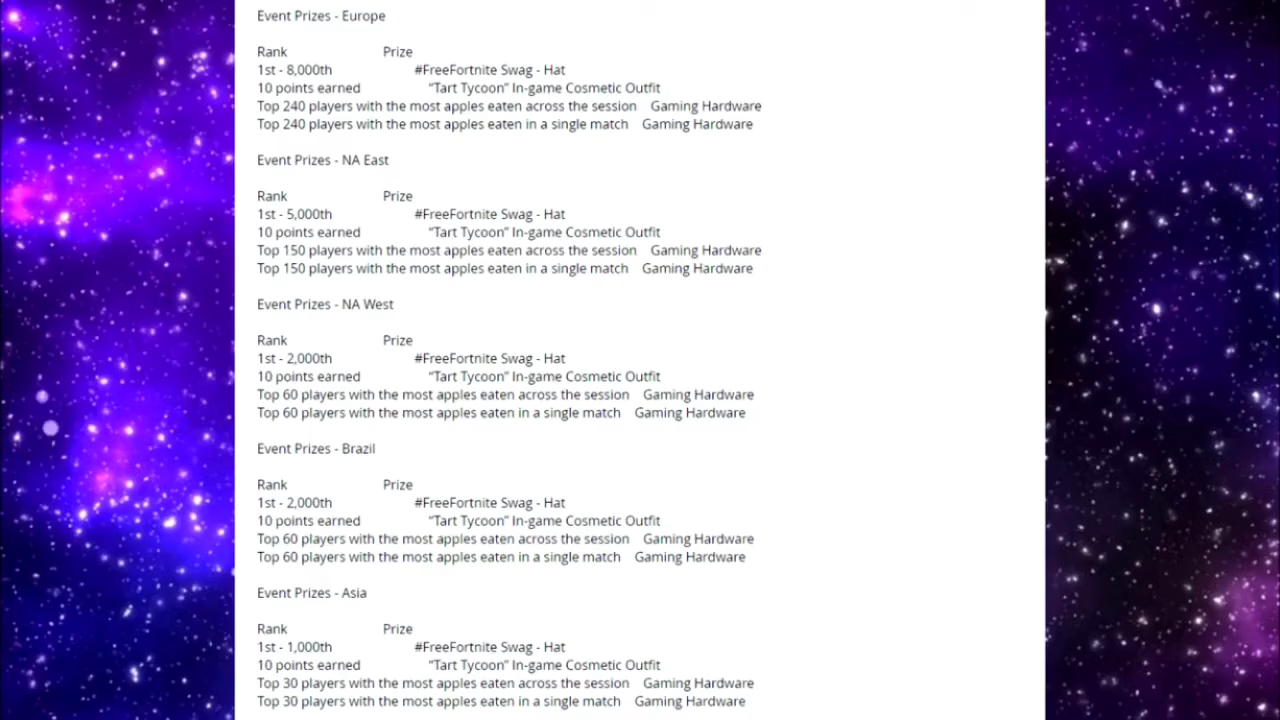 Event Prizes - Europe
Rank Prize
1st - 8,000th #FreeFortnite Swag - Hat
10 points earned “Tart Tycoon” In-game Cosmetic Outfit
Top 240 players with the most apples eaten across the session Gaming Hardware
Top 240 players with the most apples eaten in a single match Gaming Hardware
Event Prizes - NA East
Rank Prize
1st - 5,000th #FreeFortnite Swag - Hat
10 points earned “Tart Tycoon” In-game Cosmetic Outfit
Top 150 players with the most apples eaten across the session Gaming Hardware
Top 150 players with the most apples eaten in a single match Gaming Hardware
Event Prizes - NA West
Rank Prize
1st - 2,000th #FreeFortnite Swag - Hat
10 points earned “Tart Tycoon” In-game Cosmetic Outfit
Top 60 players with the most apples eaten across the session Gaming Hardware
Top 60 players with the most apples eaten in a single match Gaming Hardware
Event Prizes - Brazil
Rank Prize
1st - 2,000th #FreeFortnite Swag - Hat
10 points earned “Tart Tycoon” In-game Cosmetic Outfit
Top 60 players with the most apples eaten across the session Gaming Hardware
Top 60 players with the most apples eaten in a single match Gaming Hardware
Event Prizes - Asia
Rank Prize
1st - 1,000th #FreeFortnite Swag - Hat
10 points earned “Tart Tycoon” In-game Cosmetic Outfit
Top 30 players with the most apples eaten across the session Gaming Hardware
Top 30 players with the most apples eaten in a single match Gaming Hardware